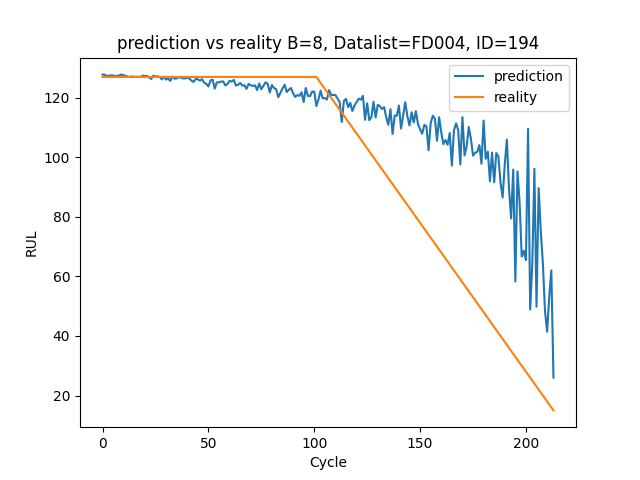 prediction vs reality B=8, Datalist=FD004, ID=194
prediction
reality
120
100
80
60
40
20
RUL
0
50
100
150
200
Cycle